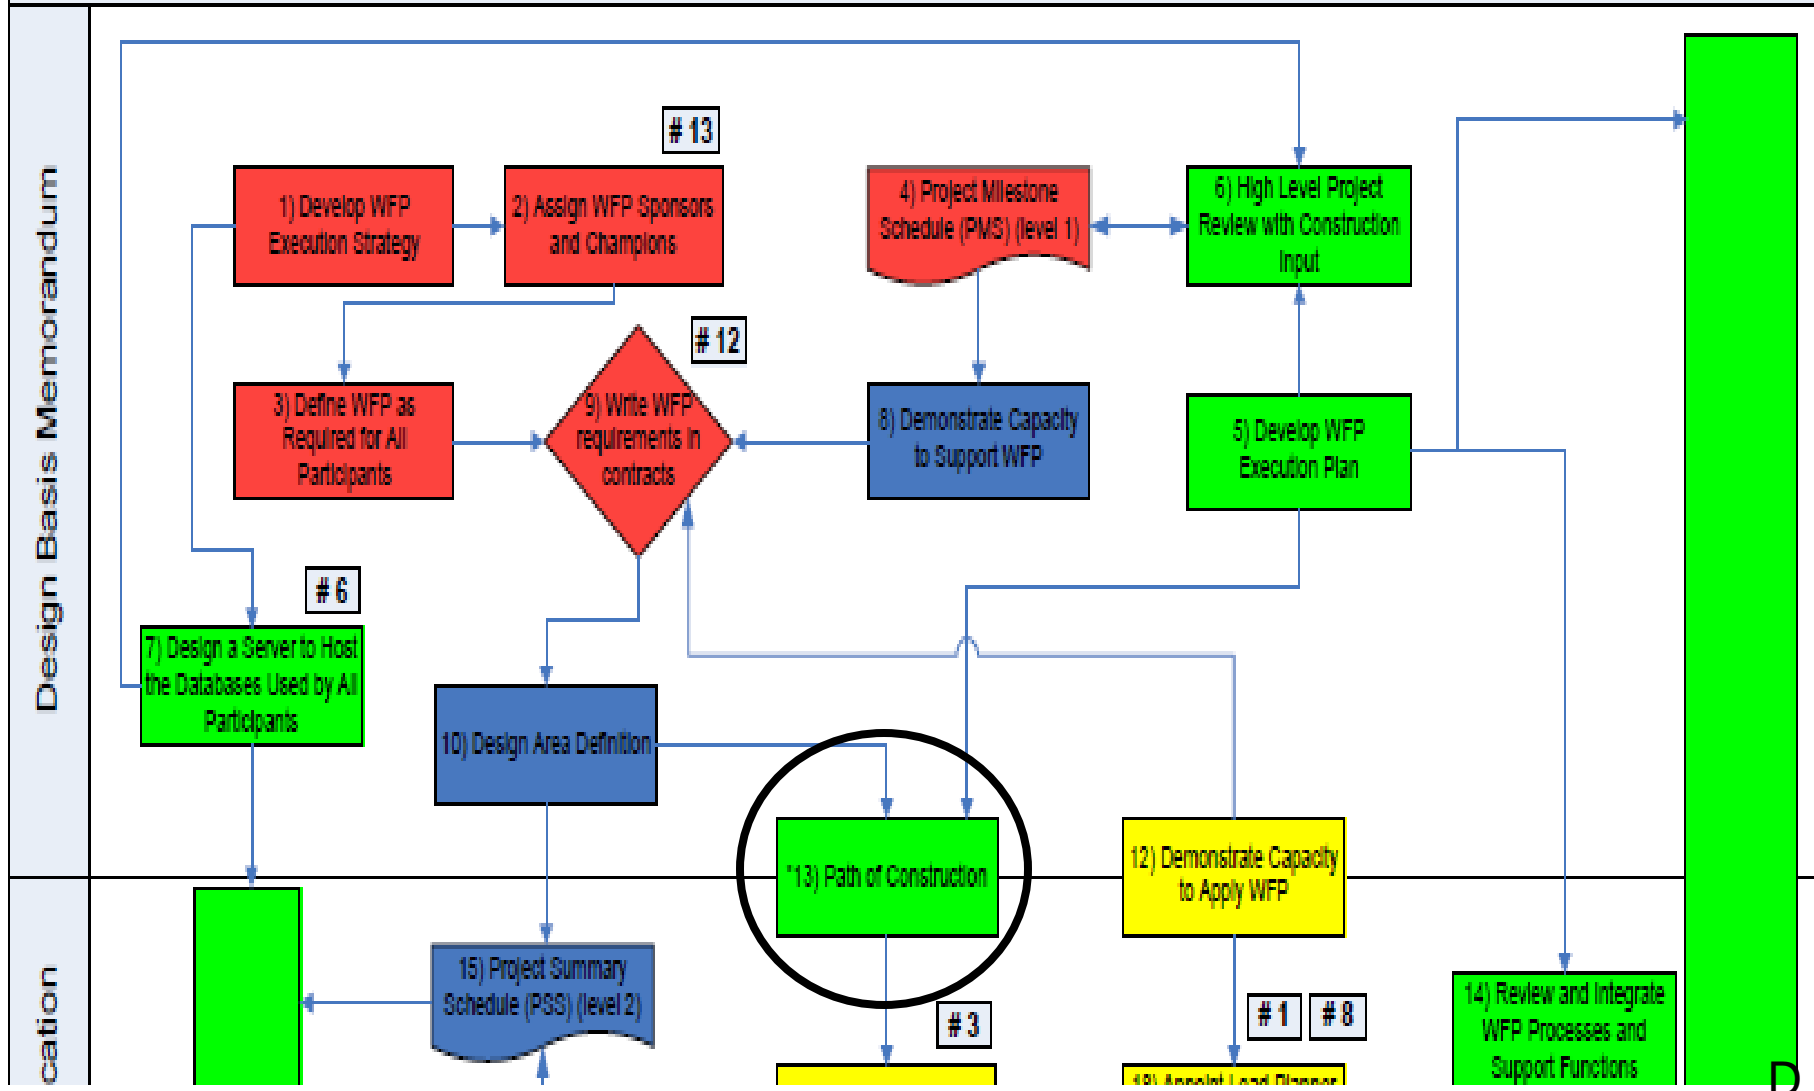 Design Basis Memorandum
# 13
1) Develop WFP
Execution Strategy
2) Assign WFP Sponsors
and Champions
4) Project Milestone
Schedule (PMS) (level 1)
6) High Level Project
Review with Construction
Input
# 12
3) Define WFP as
Required for All
Participants
9) Write WFP
requirements in
contracts
8) Demonstrate Capacity
to Support WFP
5) Develop WFP
Execution Plan
# 6
7) Design a Server to Host
the Databases Used by All
Participants
10) Design Area Definition
"13) Path of Construction
12) Demonstrate Capacity
to Apply WFP
cation
15) Project Summary
Schedule (PSS) (level 2)
# 3
# 1
# 8
14) Review and Integrate
WFP Processes and
Support Functions
18) Appoint Lead Planner
D